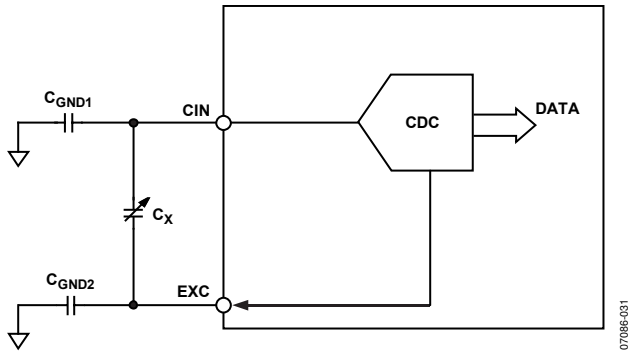 C_GND1
CIN
CDC
DATA
C_X
C_GND2
EXC
07086-031